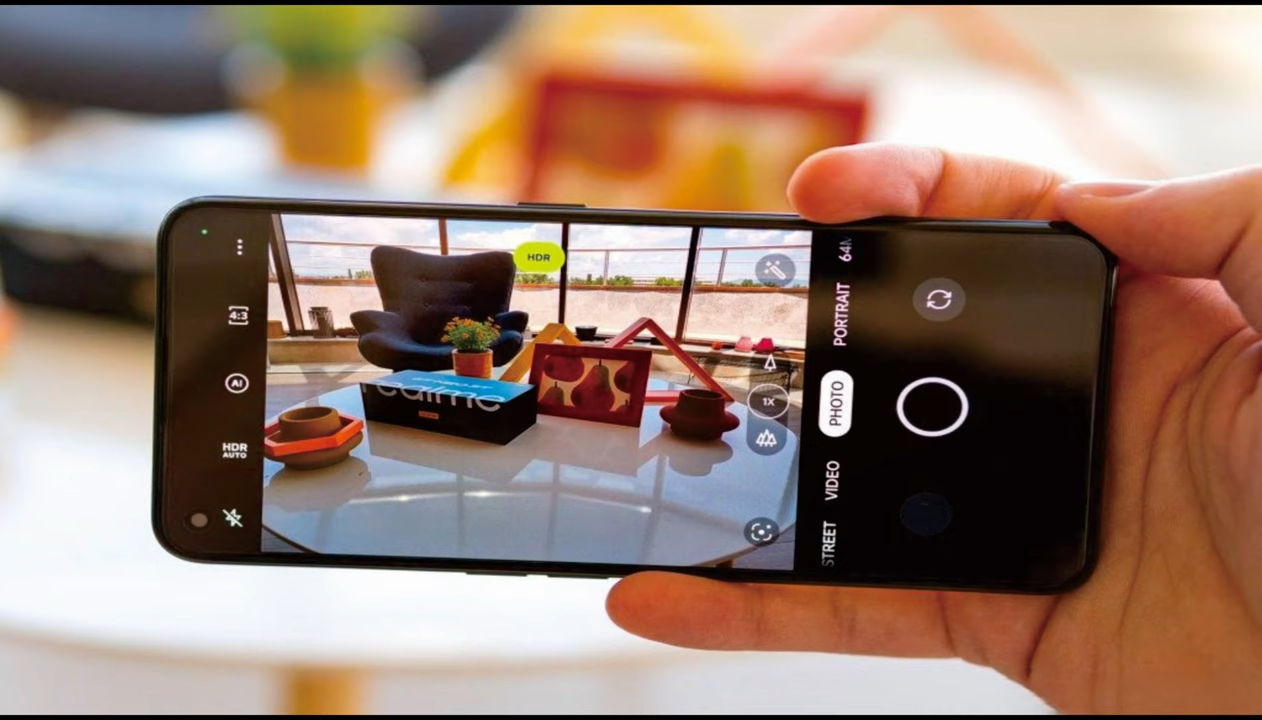 4:3
AI
HDR
AUTO
HDR
realme
1X
64M
PORTRAIT
PHOTO
VIDEO
STREET